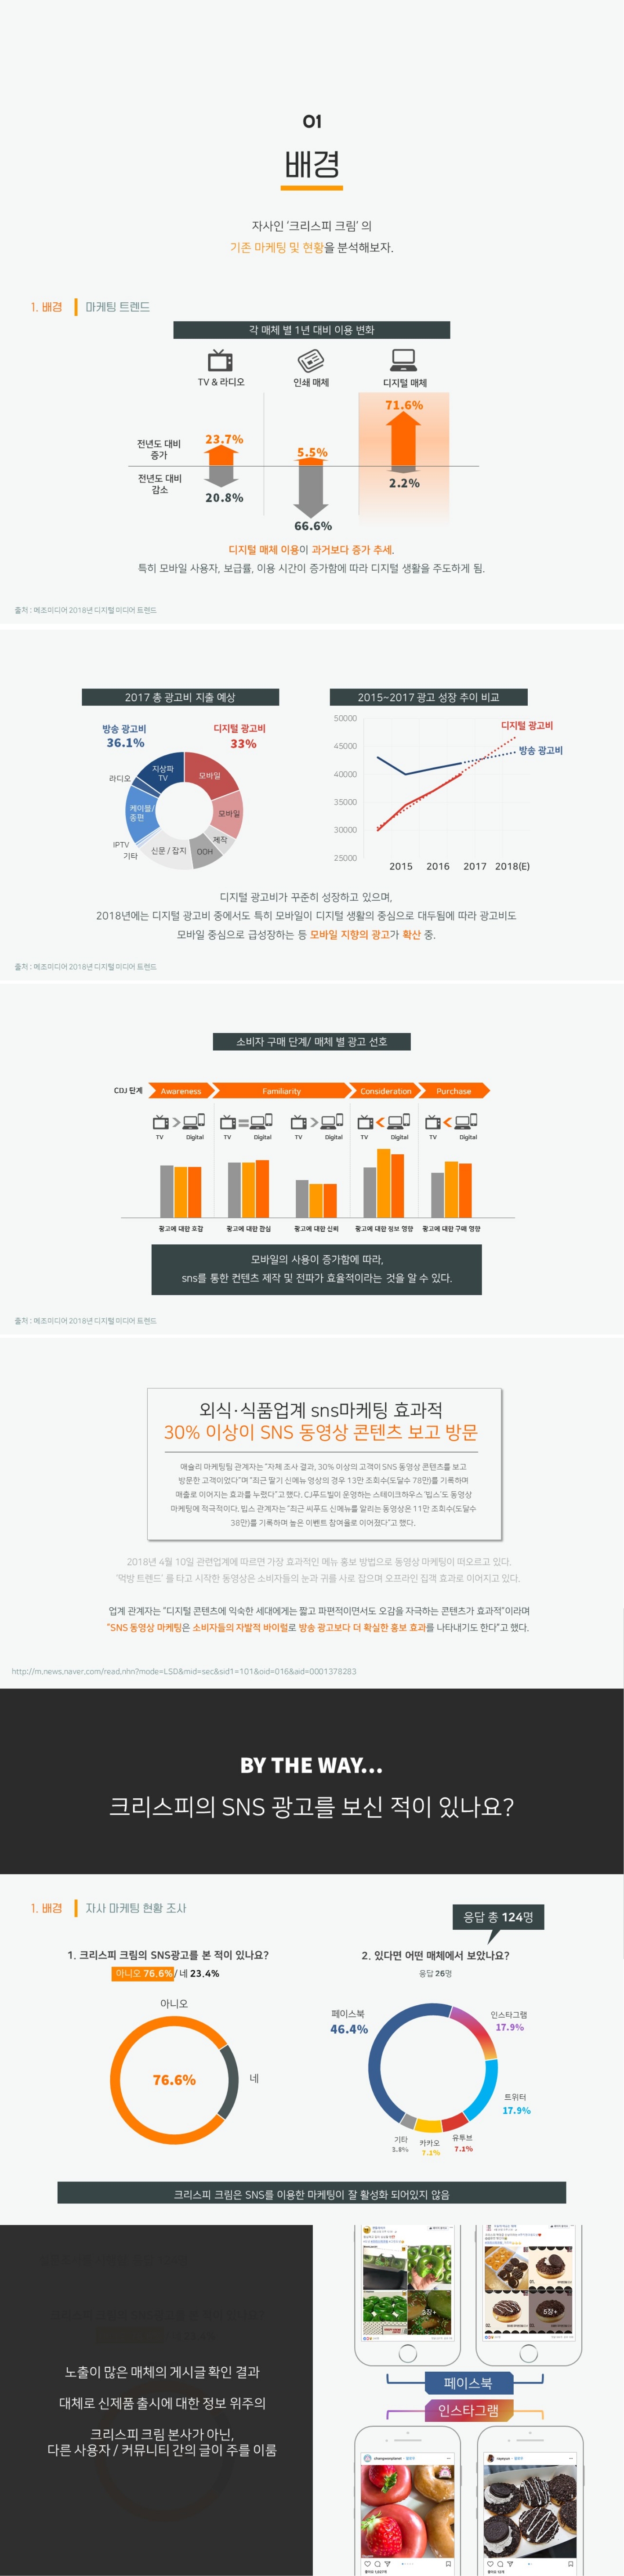 01
배경
자사인 ‘크리스피 크림’ 의
기존 마케팅 및 현황을 분석해보자.
1. 배경 마케팅 트렌드
각 매체 별 1년 대비 이용 변화
TV & 라디오 인쇄 매체 디지털 매체
71.6%
23.7%
5.5%
전년도 대비
증가
전년도 대비
감소
2.2%
20.8%
66.6%
디지털 매체 이용이 과거보다 증가 추세.
특히 모바일 사용자, 보급률, 이용 시간이 증가함에 따라 디지털 생활을 주도하게 됨.
출처 : 메조미디어 2018년 디지털 미디어 트렌드
2017 총 광고비 지출 예상
방송 광고비
36.1%
디지털 광고비
33%
지상파
TV
모바일
라디오
케이블/
종편
모바일
제작
IPTV
기타
신문 / 잡지
OOH
2015~2017 광고 성장 추이 비교
50000
디지털 광고비
45000
방송 광고비
40000
35000
30000
25000
2015 2016 2017 2018(E)
디지털 광고비가 꾸준히 성장하고 있으며,
2018년에는 디지털 광고비 중에서도 특히 모바일이 디지털 생활의 중심으로 대두됨에 따라 광고비도
모바일 중심으로 급성장하는 등 모바일 지향의 광고가 확산 중.
출처 : 메조미디어 2018년 디지털 미디어 트렌드
소비자 구매 단계/ 매체 별 광고 선호
CDJ 단계 Awareness Familiarity Consideration Purchase
TV Digital TV Digital TV Digital TV Digital TV Digital
광고에 대한 호감 광고에 대한 관심 광고에 대한 신뢰 광고에 대한 정보 영향 광고에 대한 구매 영향
모바일의 사용이 증가함에 따라,
sns를 통한 컨텐츠 제작 및 전파가 효율적이라는 것을 알 수 있다.
출처 : 메조미디어 2018년 디지털 미디어 트렌드
외식·식품업계 sns마케팅 효과적
30% 이상이 SNS 동영상 콘텐츠 보고 방문
애슐리 마케팅팀 관계자는 “자체 조사 결과, 30% 이상의 고객이 SNS 동영상 콘텐츠를 보고
방문한 고객이었다”며 “최근 딸기 신메뉴 영상의 경우 13만 조회수(도달수 78만)를 기록하며
매출로 이어지는 효과를 누렸다”고 했다. CJ푸드빌이 운영하는 스테이크하우스 ‘빕스’도 동영상
마케팅에 적극적이다. 빕스 관계자는 “최근 씨푸드 신메뉴를 알리는 동영상은 11만 조회수(도달수
38만)를 기록하며 높은 이벤트 참여율로 이어졌다”고 했다.
2018년 4월 10일 관련업계에 따르면 가장 효과적인 메뉴 홍보 방법으로 동영상 마케팅이 떠오르고 있다.
‘먹방 트렌드’ 를 타고 시작한 동영상은 소비자들의 눈과 귀를 사로 잡으며 오프라인 집객 효과로 이어지고 있다.
업계 관계자는 “디지털 콘텐츠에 익숙한 세대에게는 짧고 파편적이면서도 오감을 자극하는 콘텐츠가 효과적”이라며
“SNS 동영상 마케팅은 소비자들의 자발적 바이럴로 방송 광고보다 더 확실한 홍보 효과를 나타내기도 한다”고 했다.
http://m.news.naver.com/read.nhn?mode=LSD&mid=sec&sid1=101&oid=016&aid=0001378283
BY THE WAY...
크리스피의 SNS 광고를 보신 적이 있나요?
1. 배경 자사 마케팅 현황 조사
응답 총 124명
1. 크리스피 크림의 SNS광고를 본 적이 있나요?
아니오 76.6%/ 네 23.4%
아니오
76.6%
네
2. 있다면 어떤 매체에서 보았나요?
응답 26명
페이스북
46.4%
인스타그램
17.9%
트위터
17.9%
유투브
7.1%
카카오
7.1%
기타
3.8%
크리스피 크림은 SNS를 이용한 마케팅이 잘 활성화 되어있지 않음
노출이 많은 매체의 게시글 확인 결과
대체로 신제품 출시에 대한 정보 위주의
크리스피 크림 본사가 아닌,
다른 사용자 / 커뮤니티 간의 글이 주를 이룸
3장+
5장+
페이스북
인스타그램